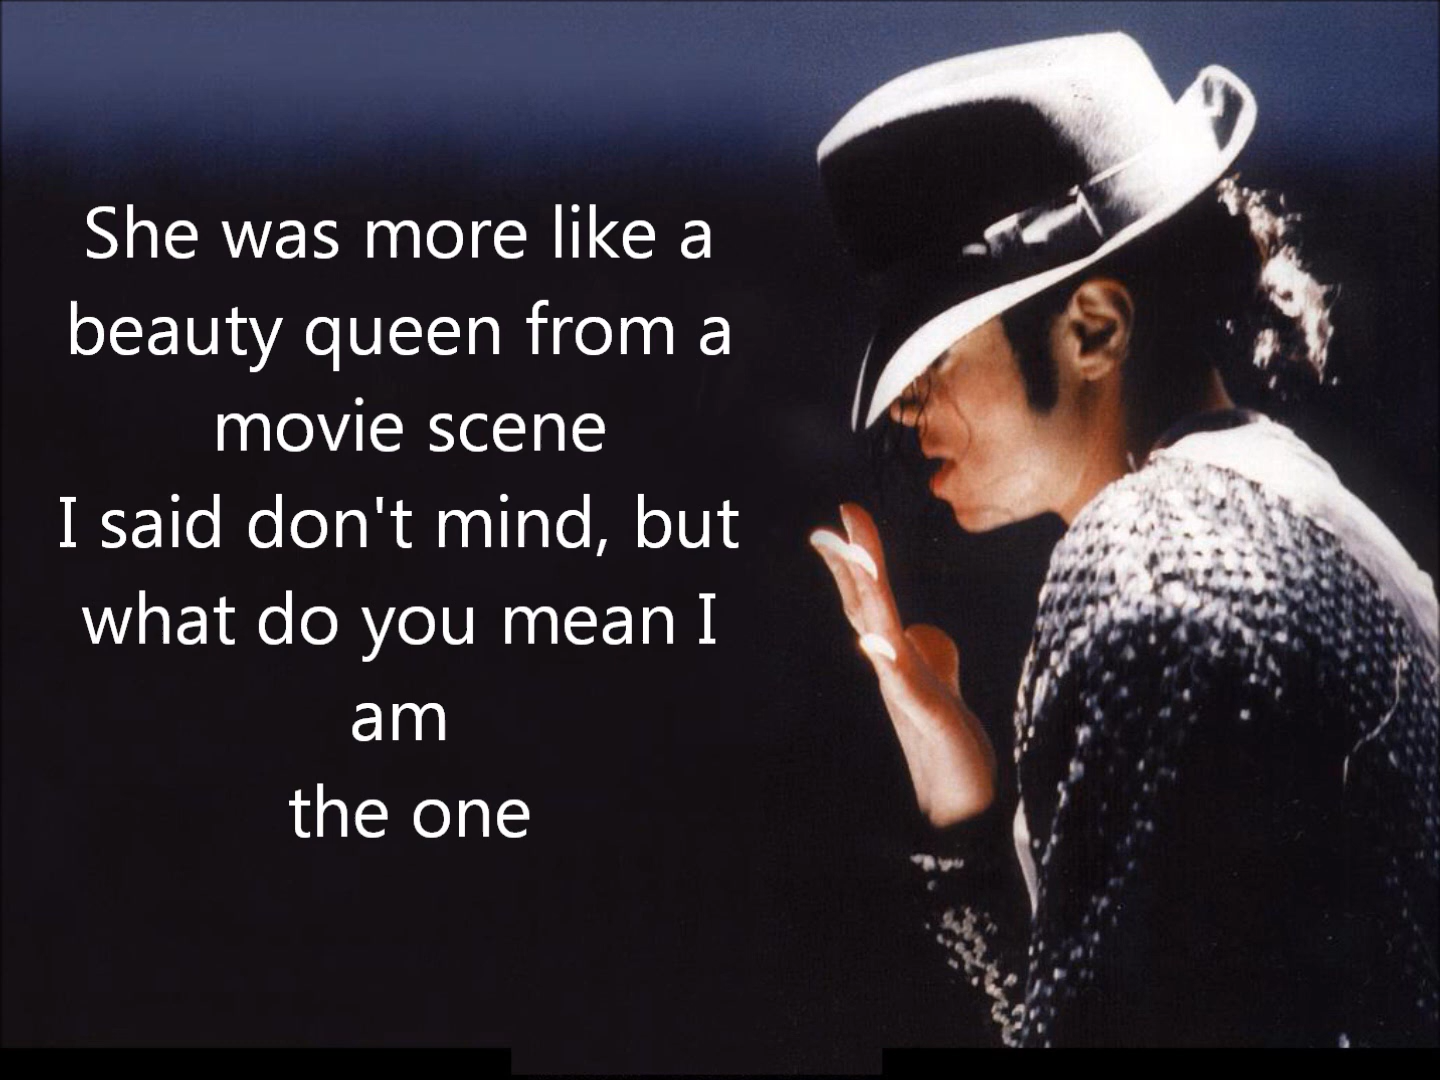 She was more like a
beauty queen from a
movie scene
I said don't mind, but
what do you mean I
am
the one